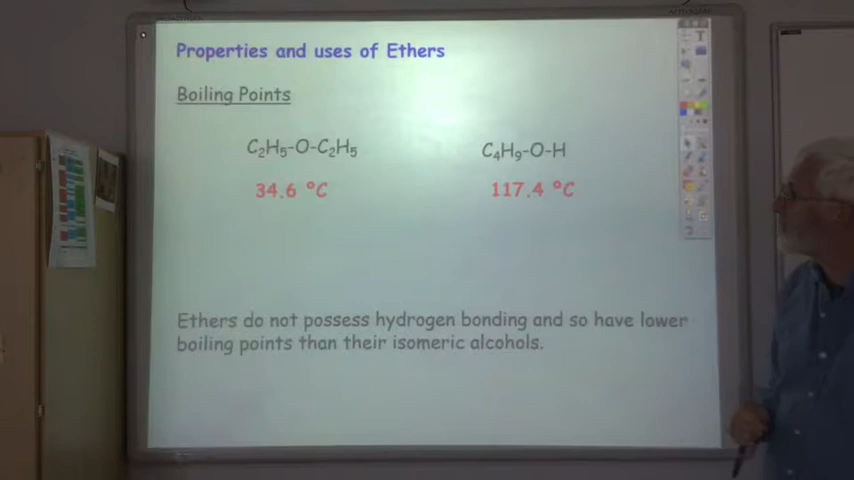 Properties and uses of Ethers
Boiling Points
C₂H₅-O-C₂H₅ C₄H₉-O-H
34.6 °C 117.4 °C
Ethers do not possess hydrogen bonding and so have lower
boiling points than their isomeric alcohols.